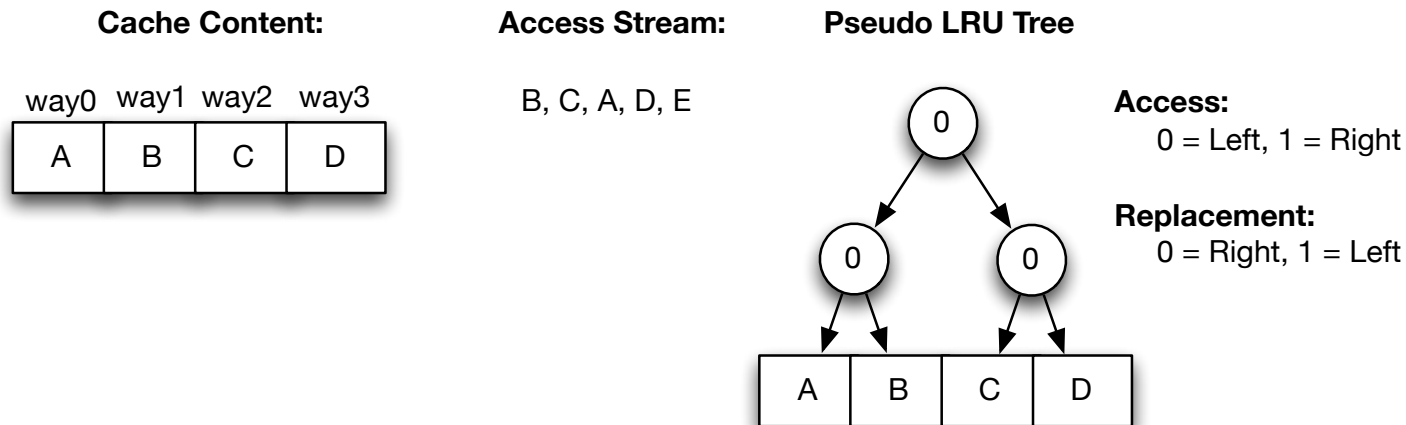 Cache Content:
way0 way1 way2 way3
A B C D
Access Stream:
B, C, A, D, E
Pseudo LRU Tree
0
0 0
A B C D
Access:
0 = Left, 1 = Right
Replacement:
0 = Right, 1 = Left